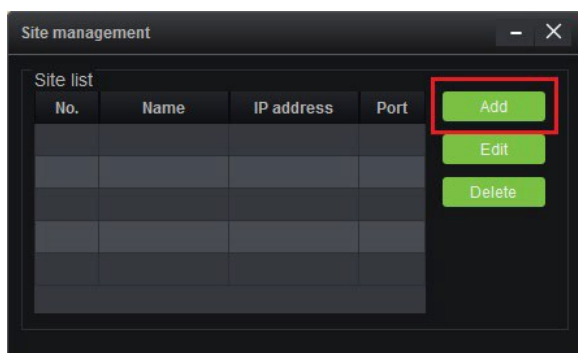 Site management
Site list
No. Name IP address Port
Add
Edit
Delete